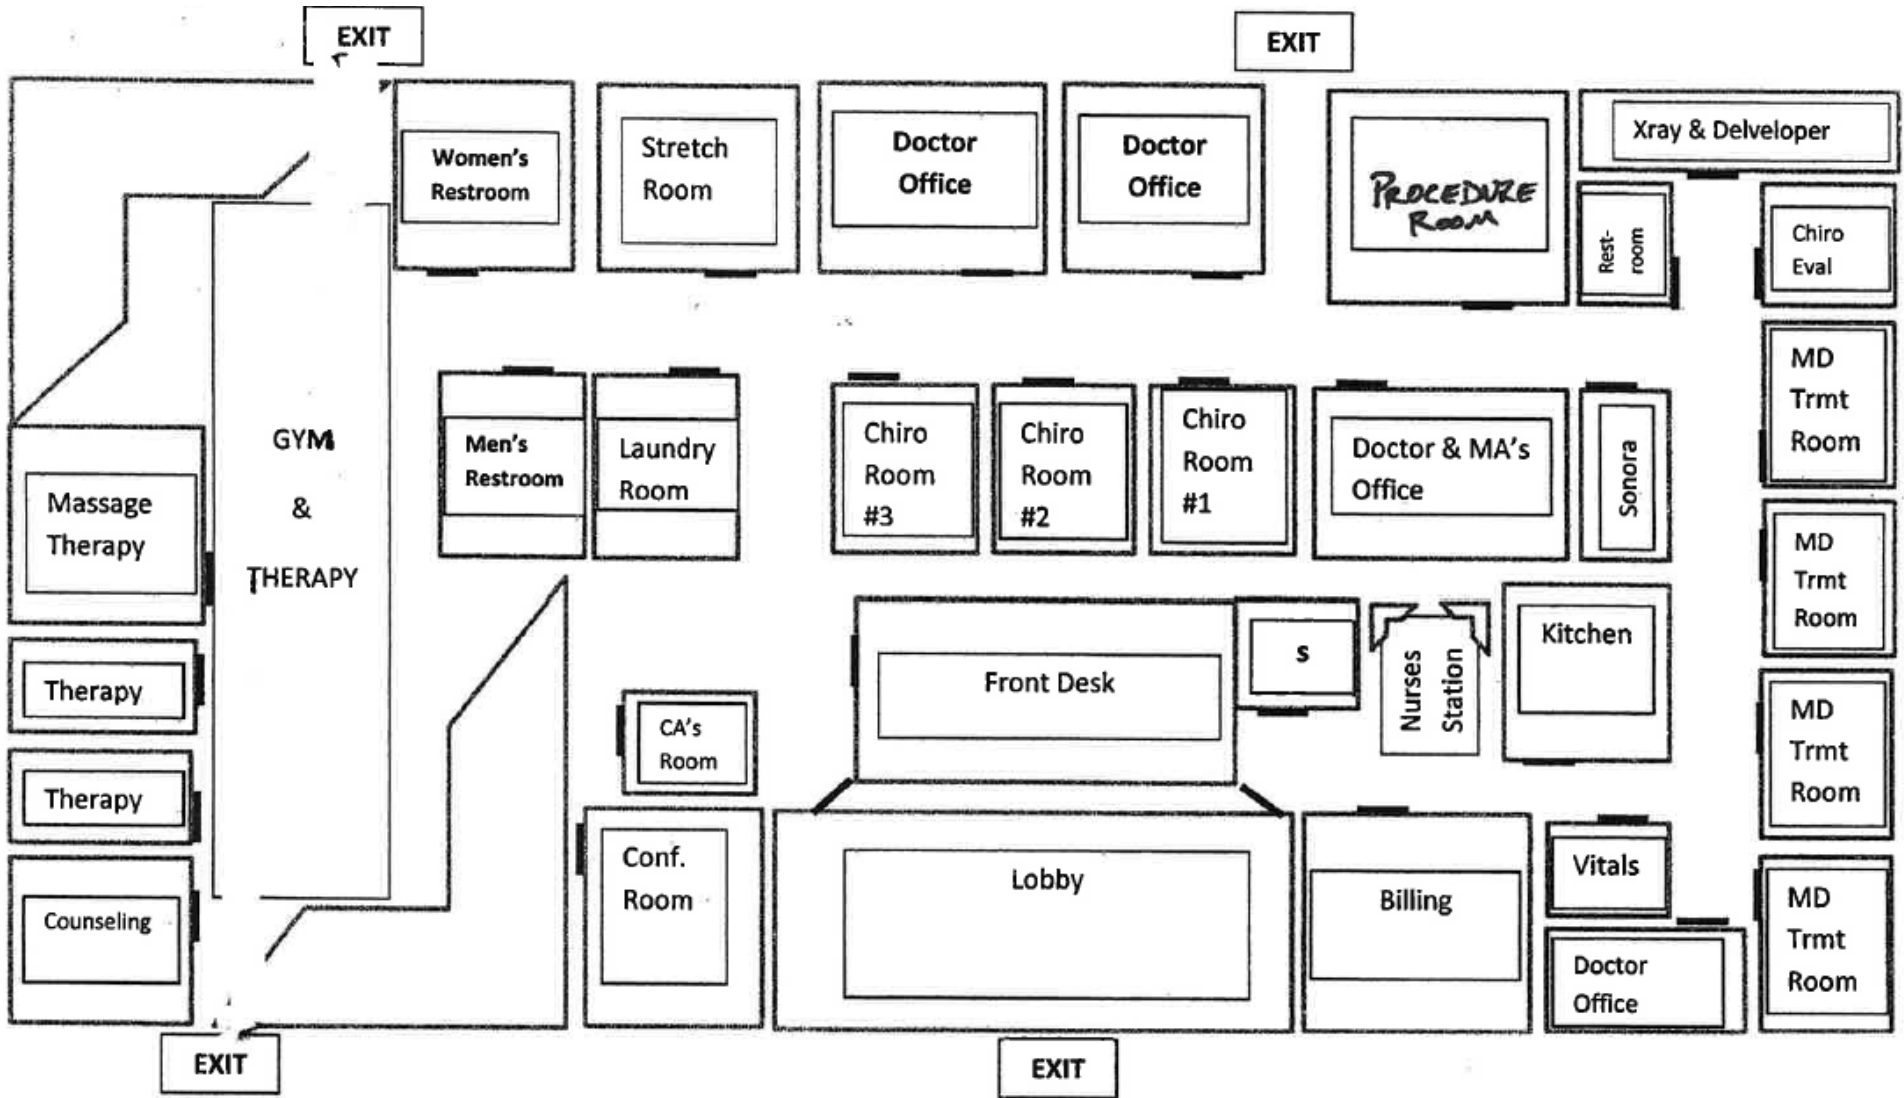 EXIT
EXIT
Women's
Restroom
Stretch
Room
Doctor
Office
Doctor
Office
PROCEDURE
ROOM
Xray & Delveloper
Rest-
room
Chiro
Eval
GYM
&
THERAPY
Men's
Restroom
Laundry
Room
Chiro
Room
#3
Chiro
Room
#2
Chiro
Room
#1
Doctor & MA's
Office
Sonora
MD
Trmt
Room
Massage
Therapy
MD
Trmt
Room
Therapy
CA's
Room
Front Desk
s
Nurses
Station
Kitchen
MD
Trmt
Room
Therapy
Counseling
Conf.
Room
Lobby
Billing
Vitals
Doctor
Office
MD
Trmt
Room
EXIT
EXIT